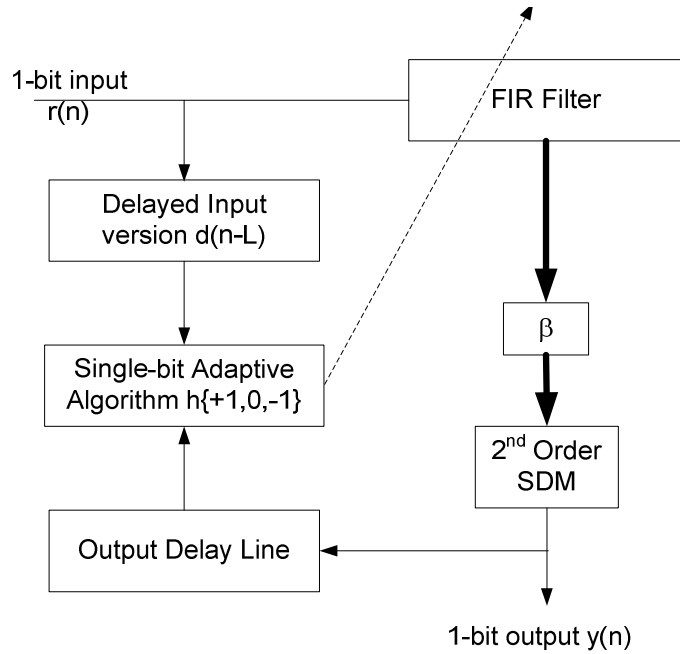 1-bit input
r(n)
FIR Filter
Delayed Input
version d(n-L)
β
Single-bit Adaptive
Algorithm h{+1,0,-1}
2nd Order
SDM
Output Delay Line
1-bit output y(n)